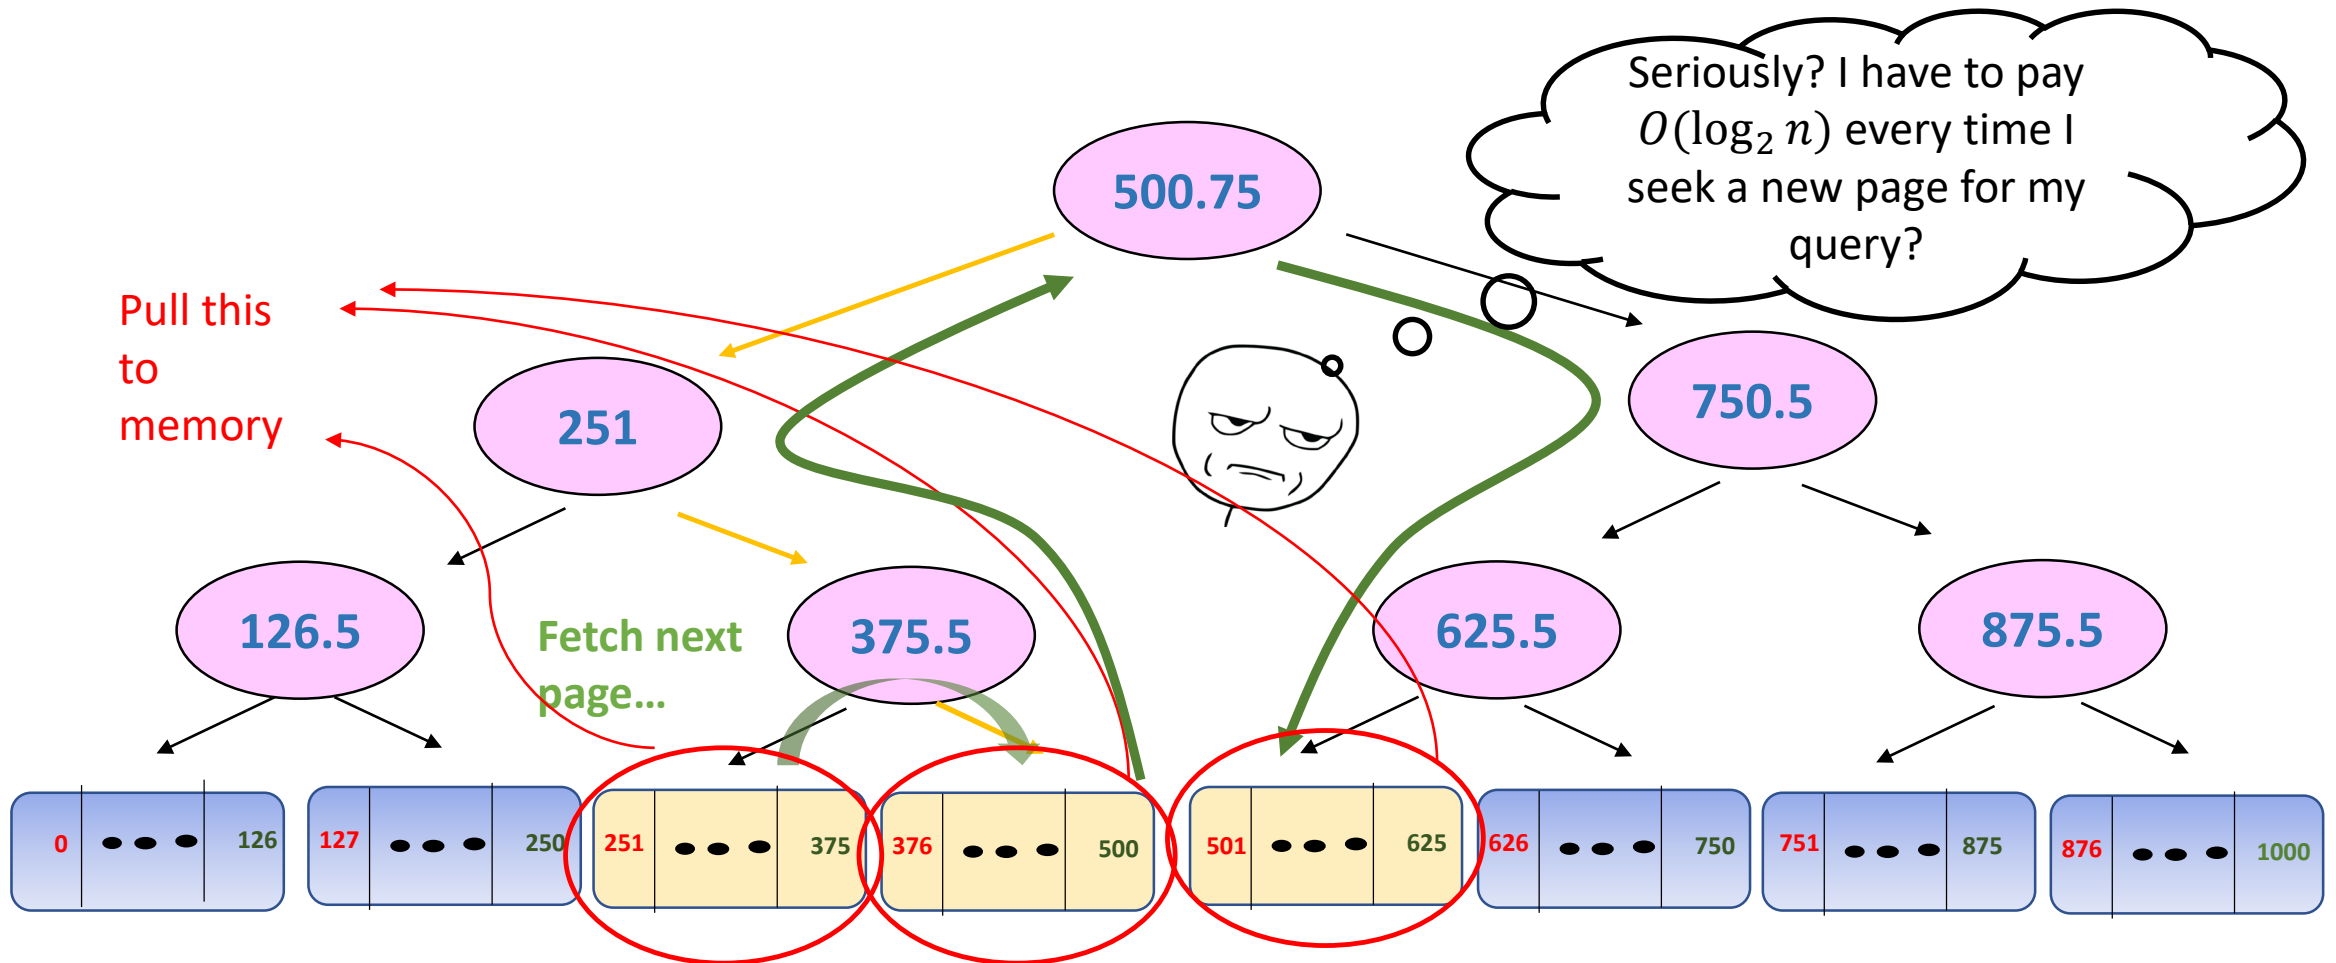 Seriously? I have to pay
O(log₂ n) every time I
seek a new page for my
query?
500.75
Pull this
to
memory
251
750.5
126.5
Fetch next
page...
375.5
625.5
875.5
0 126
127 250
251 375
376 500
501 625
626 750
751 875
876 1000